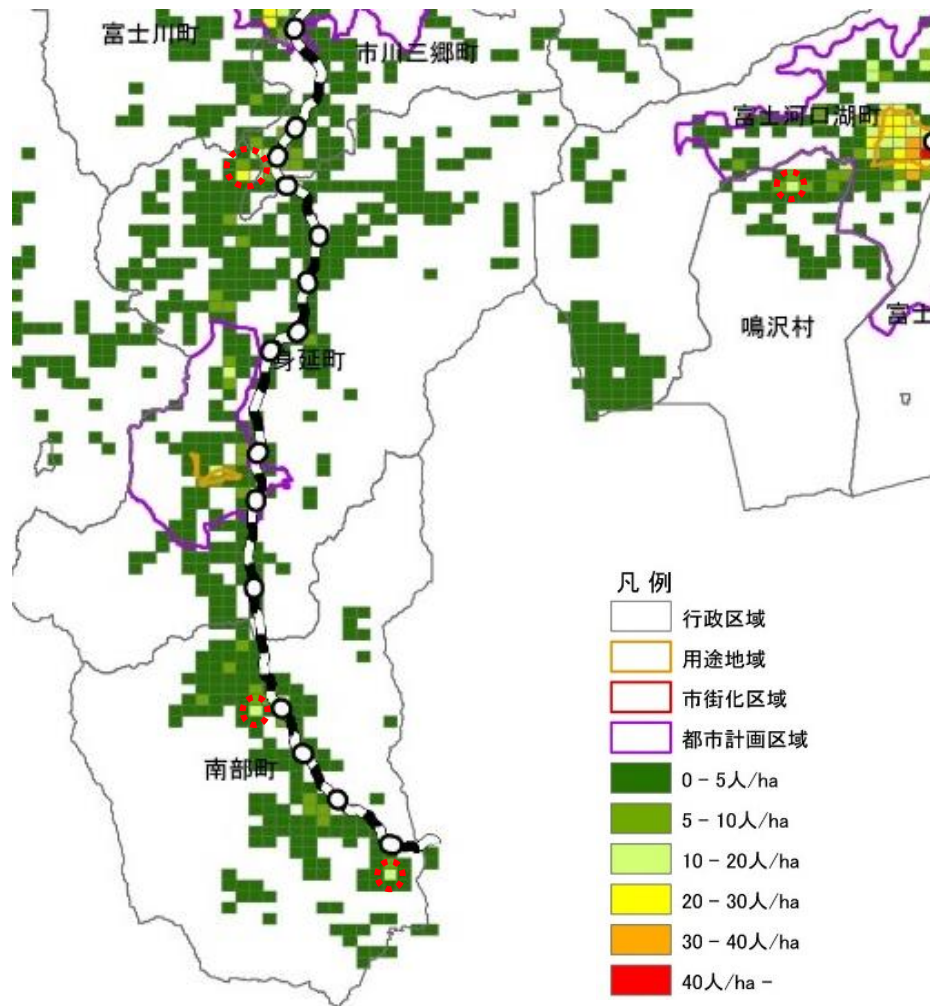 富士川町
市川三郷町
富士河口湖町
鳴沢村
富士
身延町
南部町
凡 例
行政区域
用途地域
市街化区域
都市計画区域
0 – 5人/ha
5 – 10人/ha
10 – 20人/ha
20 – 30人/ha
30 – 40人/ha
40人/ha –